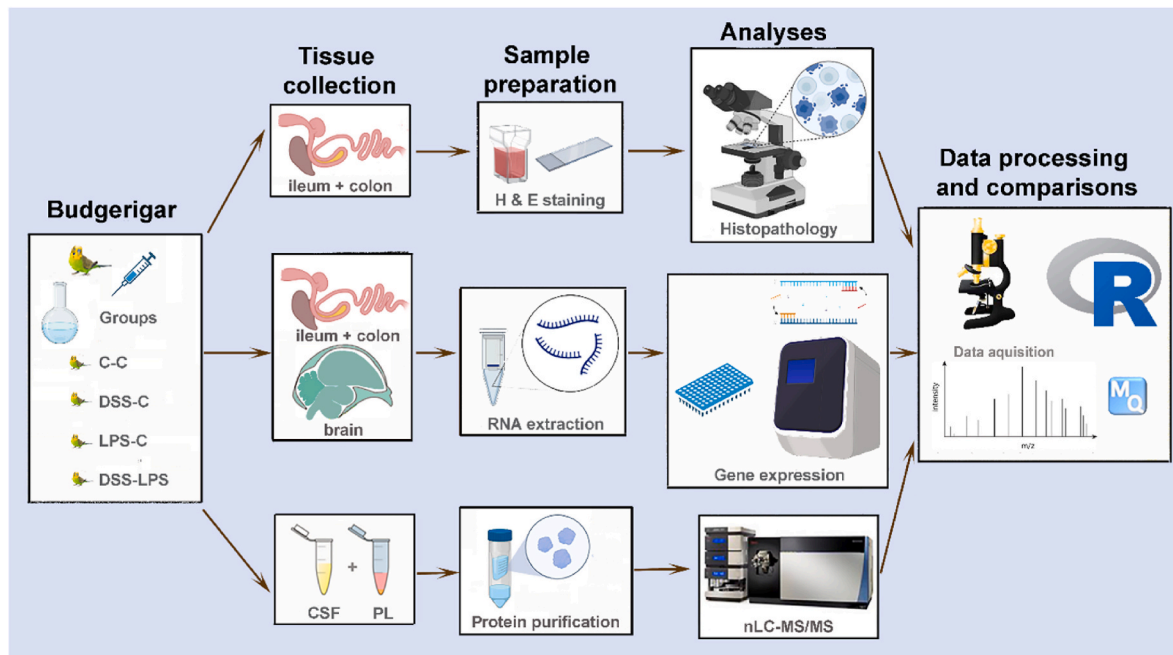 Tissue
collection
Sample
preparation
Analyses
Data processing
and comparisons
Budgerigar
Groups
C-C
DSS-C
LPS-C
DSS-LPS
ileum + colon
H & E staining
Histopathology
ileum + colon
brain
RNA extraction
Gene expression
CSF + PL
Protein purification
nLC-MS/MS
R
Data aquisition
intensity
m/z
MQ